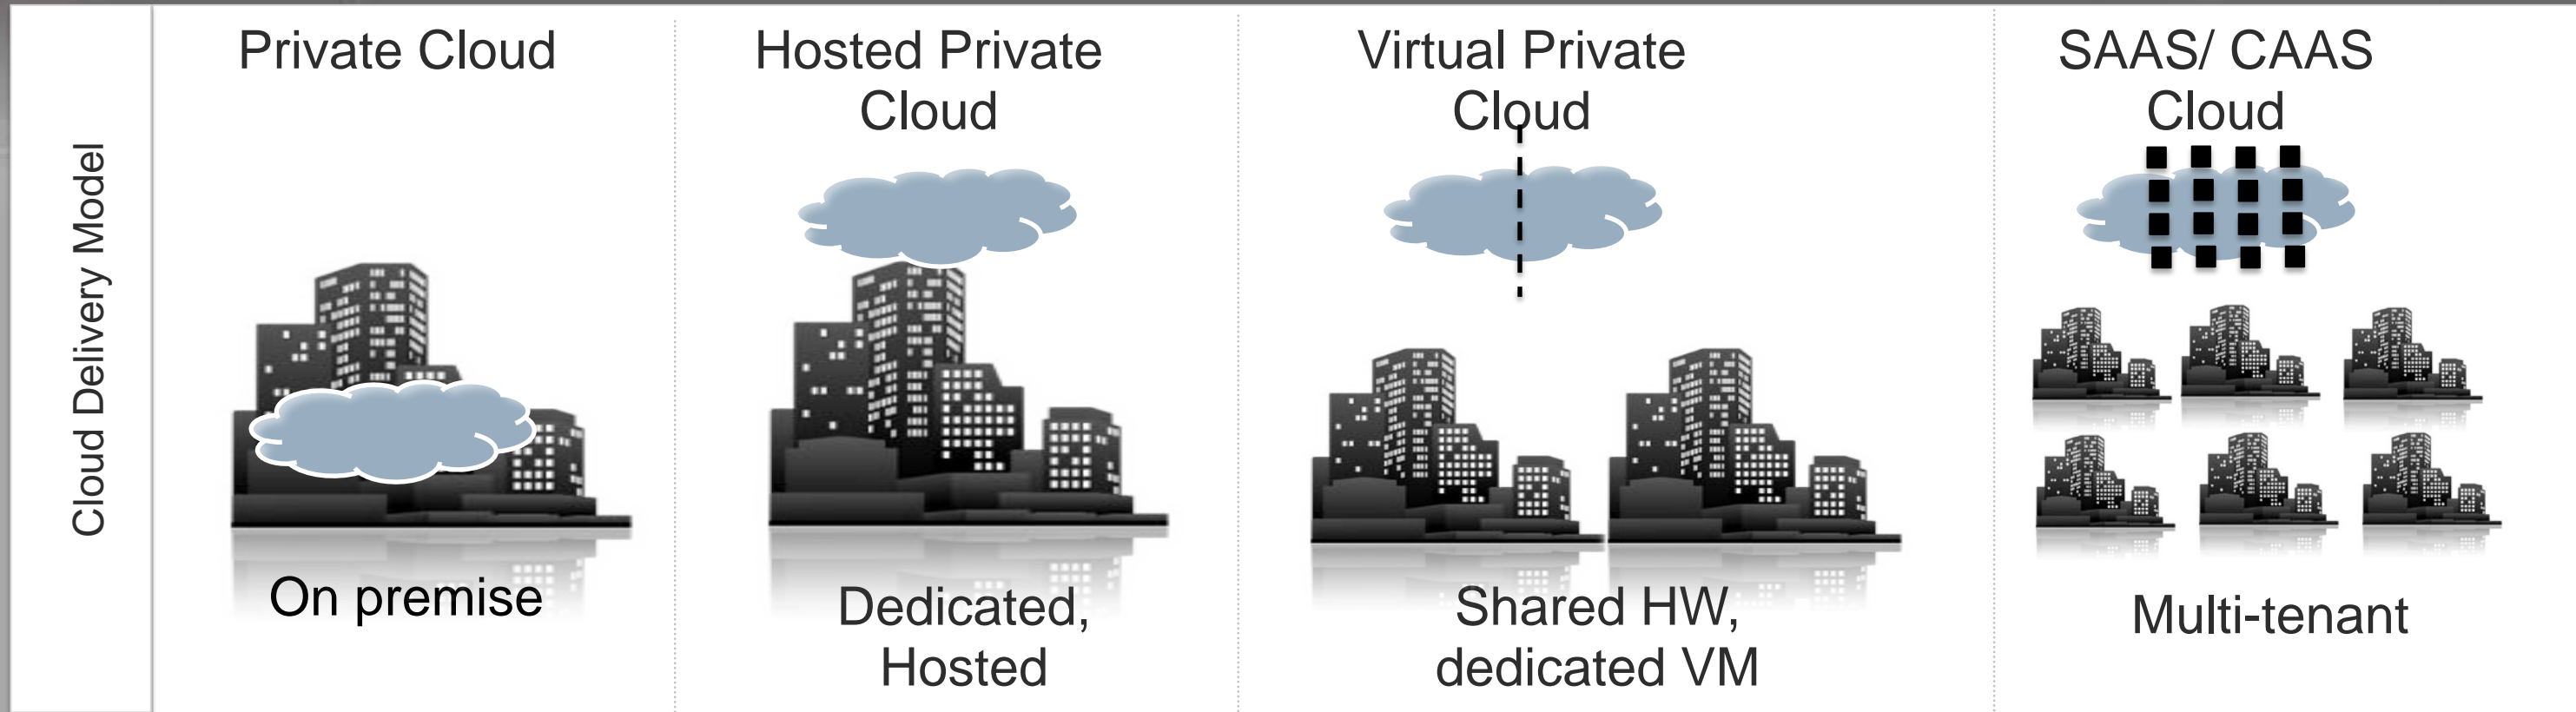 Cloud Delivery Model
Private Cloud
On premise
Hosted Private
Cloud
Dedicated,
Hosted
Virtual Private
Cloud
Shared HW,
dedicated VM
SAAS/ CAAS
Cloud
Multi-tenant